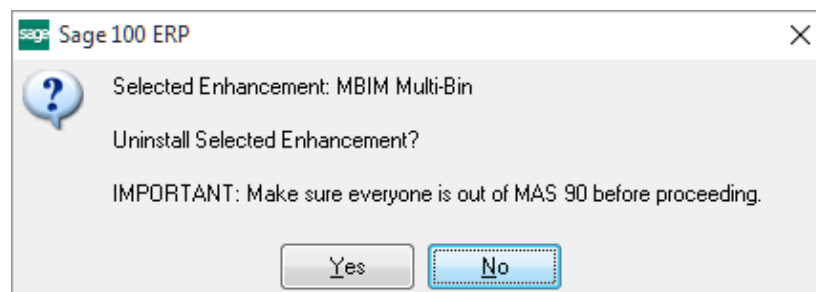 sage Sage 100 ERP
Selected Enhancement: MBIM Multi-Bin
Uninstall Selected Enhancement?
IMPORTANT: Make sure everyone is out of MAS 90 before proceeding.
Yes No